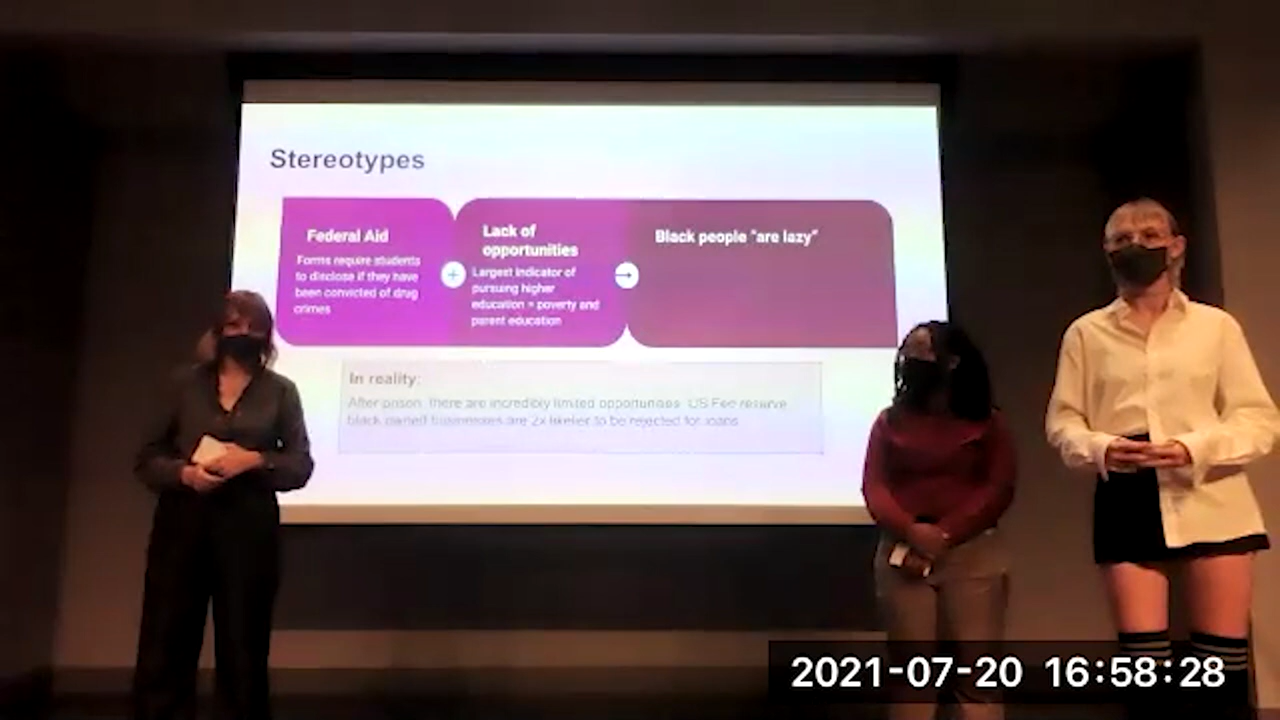 Stereotypes
Federal Aid
Forms require students
to disclose if they have
been convicted of drug
crimes
+
Lack of
opportunities
Largest indicator of
pursuing higher
education = poverty and
parent education
→
Black people "are lazy"
In reality:
After prison, there are incredibly limited opportunities. US Fed reserve:
black owned businesses are 2x likelier to be rejected for loans
2021-07-20 16:58:28